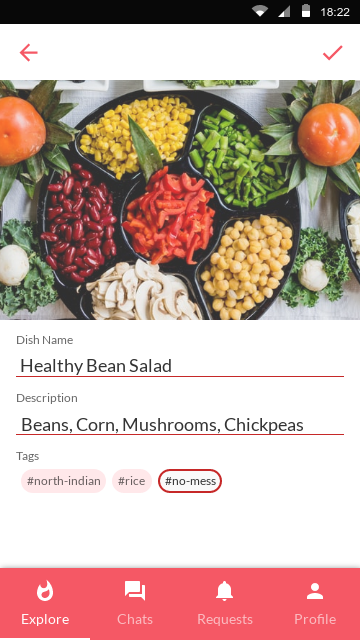 18:22
Dish Name
Healthy Bean Salad
Description
Beans, Corn, Mushrooms, Chickpeas
Tags
#north-indian #rice #no-mess
Explore Chats Requests Profile